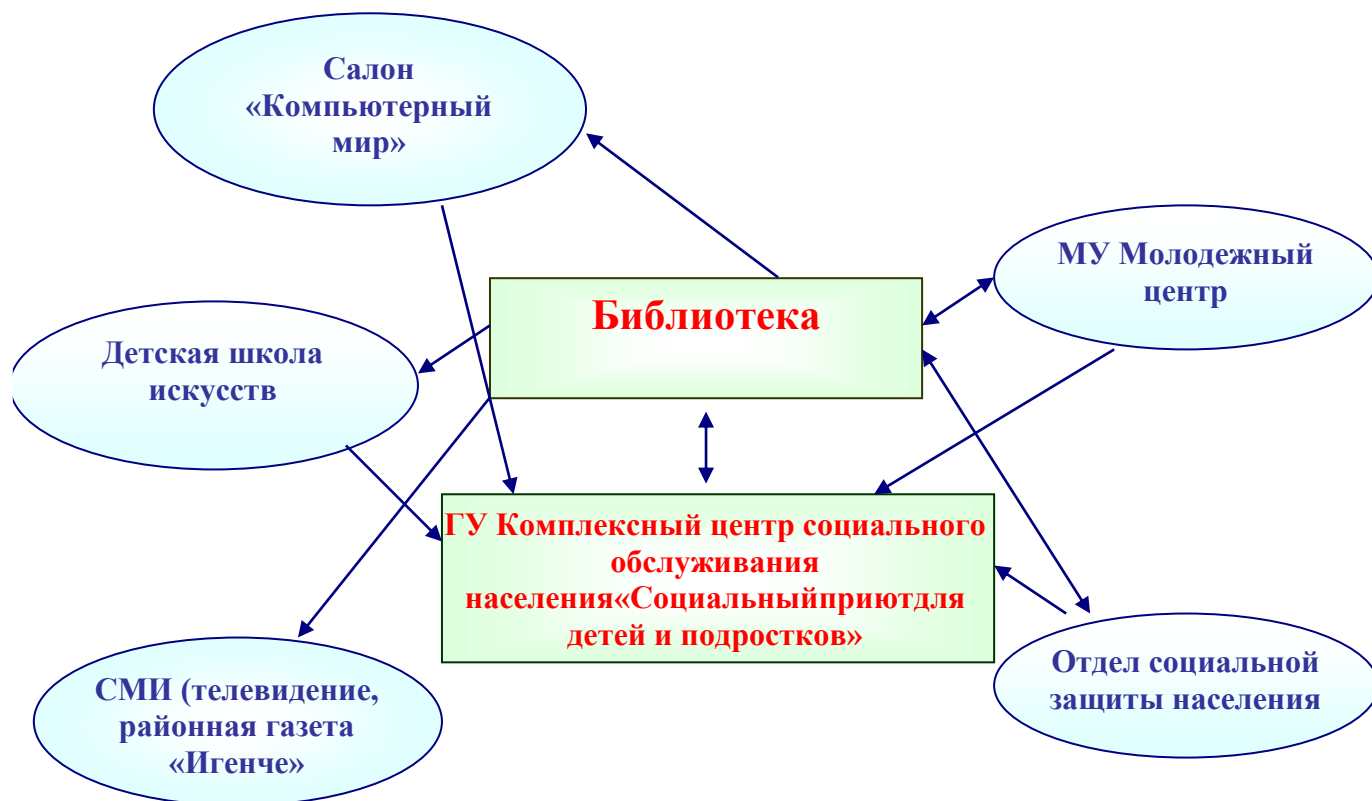 Салон
«Компьютерный
мир»
МУ Молодежный
центр
Библиотека
Детская школа
искусств
ГУ Комплексный центр социального
обслуживания
населения«Социальныйприютдля
детей и подростков»
Отдел социальной
защиты населения
СМИ (телевидение,
районная газета
«Игенче»